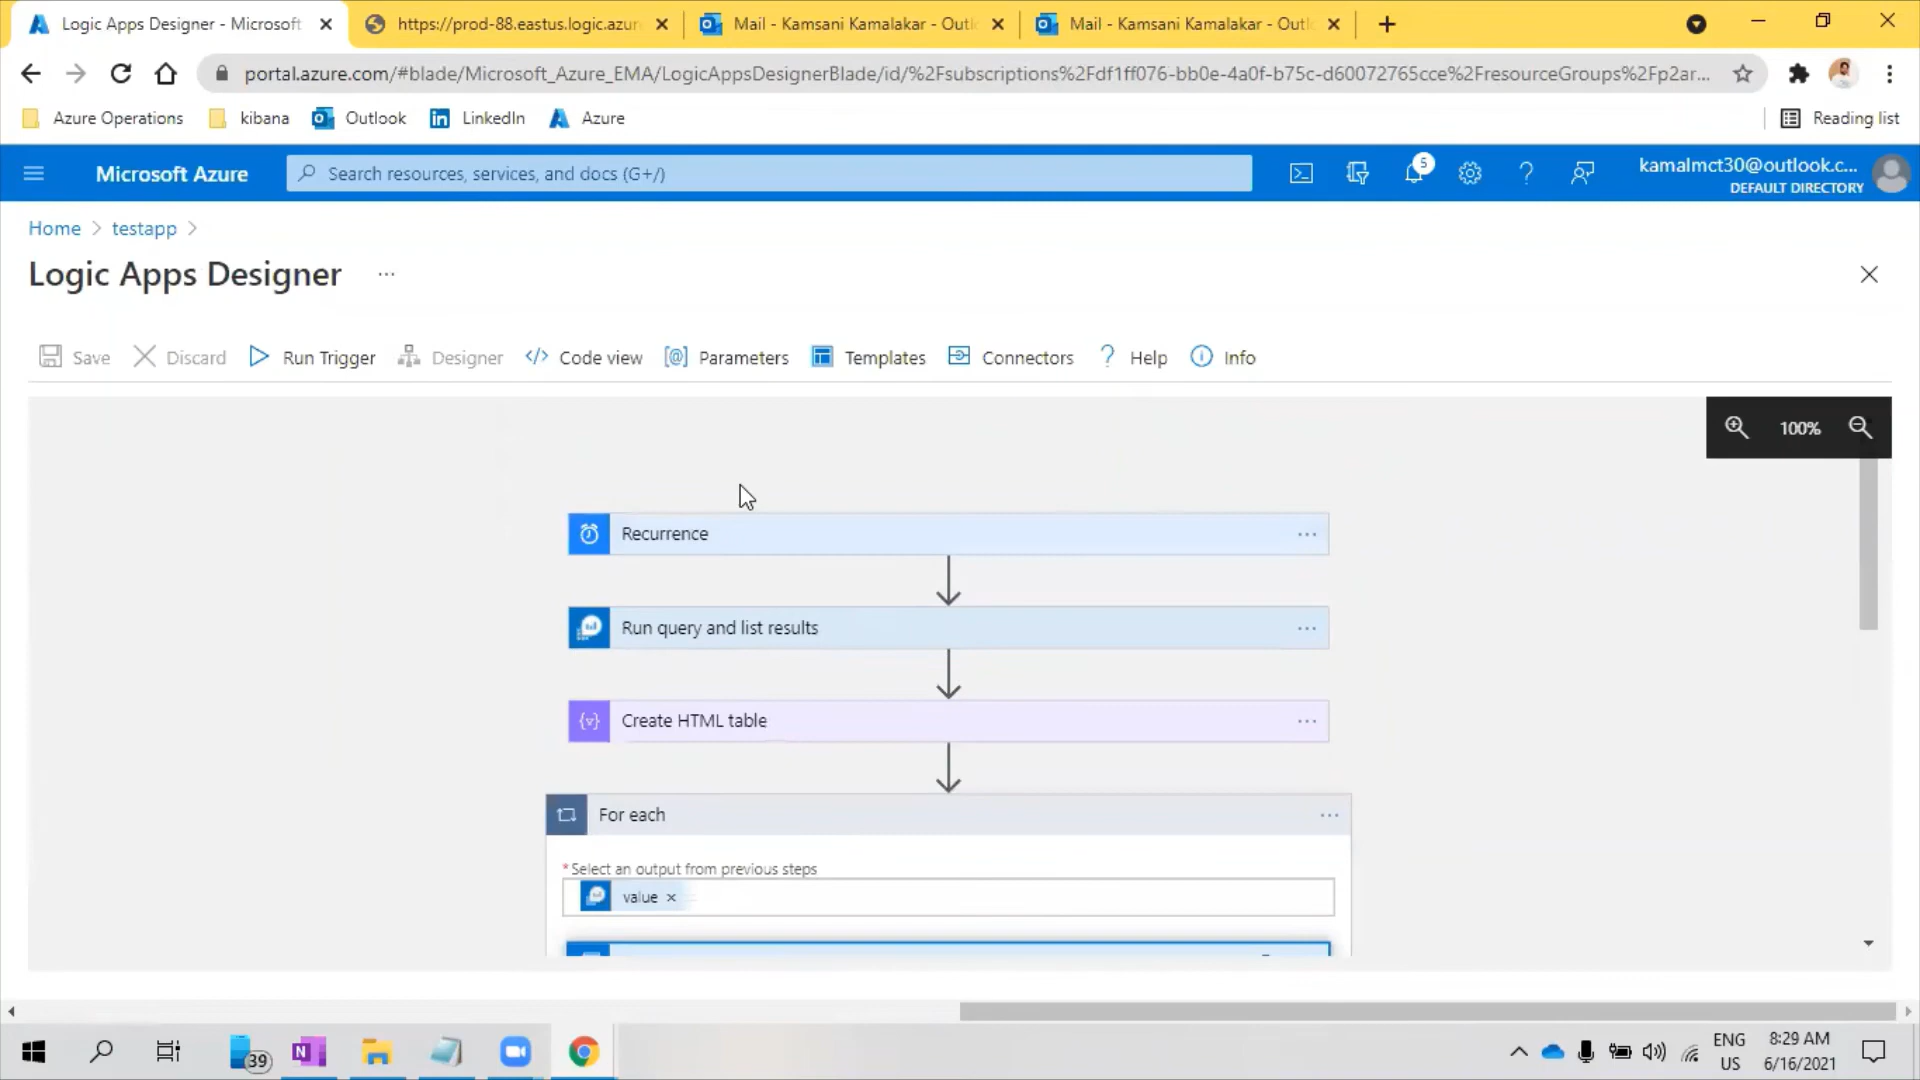 Logic Apps Designer - Microsoft
https://prod-88.eastus.logic.azur
Mail - Kamsani Kamalakar - Outl
Mail - Kamsani Kamalakar - Outl
portal.azure.com/#blade/Microsoft_Azure_EMA/LogicAppsDesignerBlade/id/%2Fsubscriptions%2Fdf1ff076-bb0e-4a0f-b75c-d60072765cce%2FresourceGroups%2Fp2ar...
Azure Operations kibana Outlook LinkedIn Azure Reading list
Microsoft Azure Search resources, services, and docs (G+/) 5 kamalmct30@outlook.c...
DEFAULT DIRECTORY
Home > testapp >
Logic Apps Designer ...
Save Discard Run Trigger Designer Code view Parameters Templates Connectors Help Info
100%
Recurrence
Run query and list results
Create HTML table
For each
*Select an output from previous steps
value ×
39
ENG
US
8:29 AM
6/16/2021